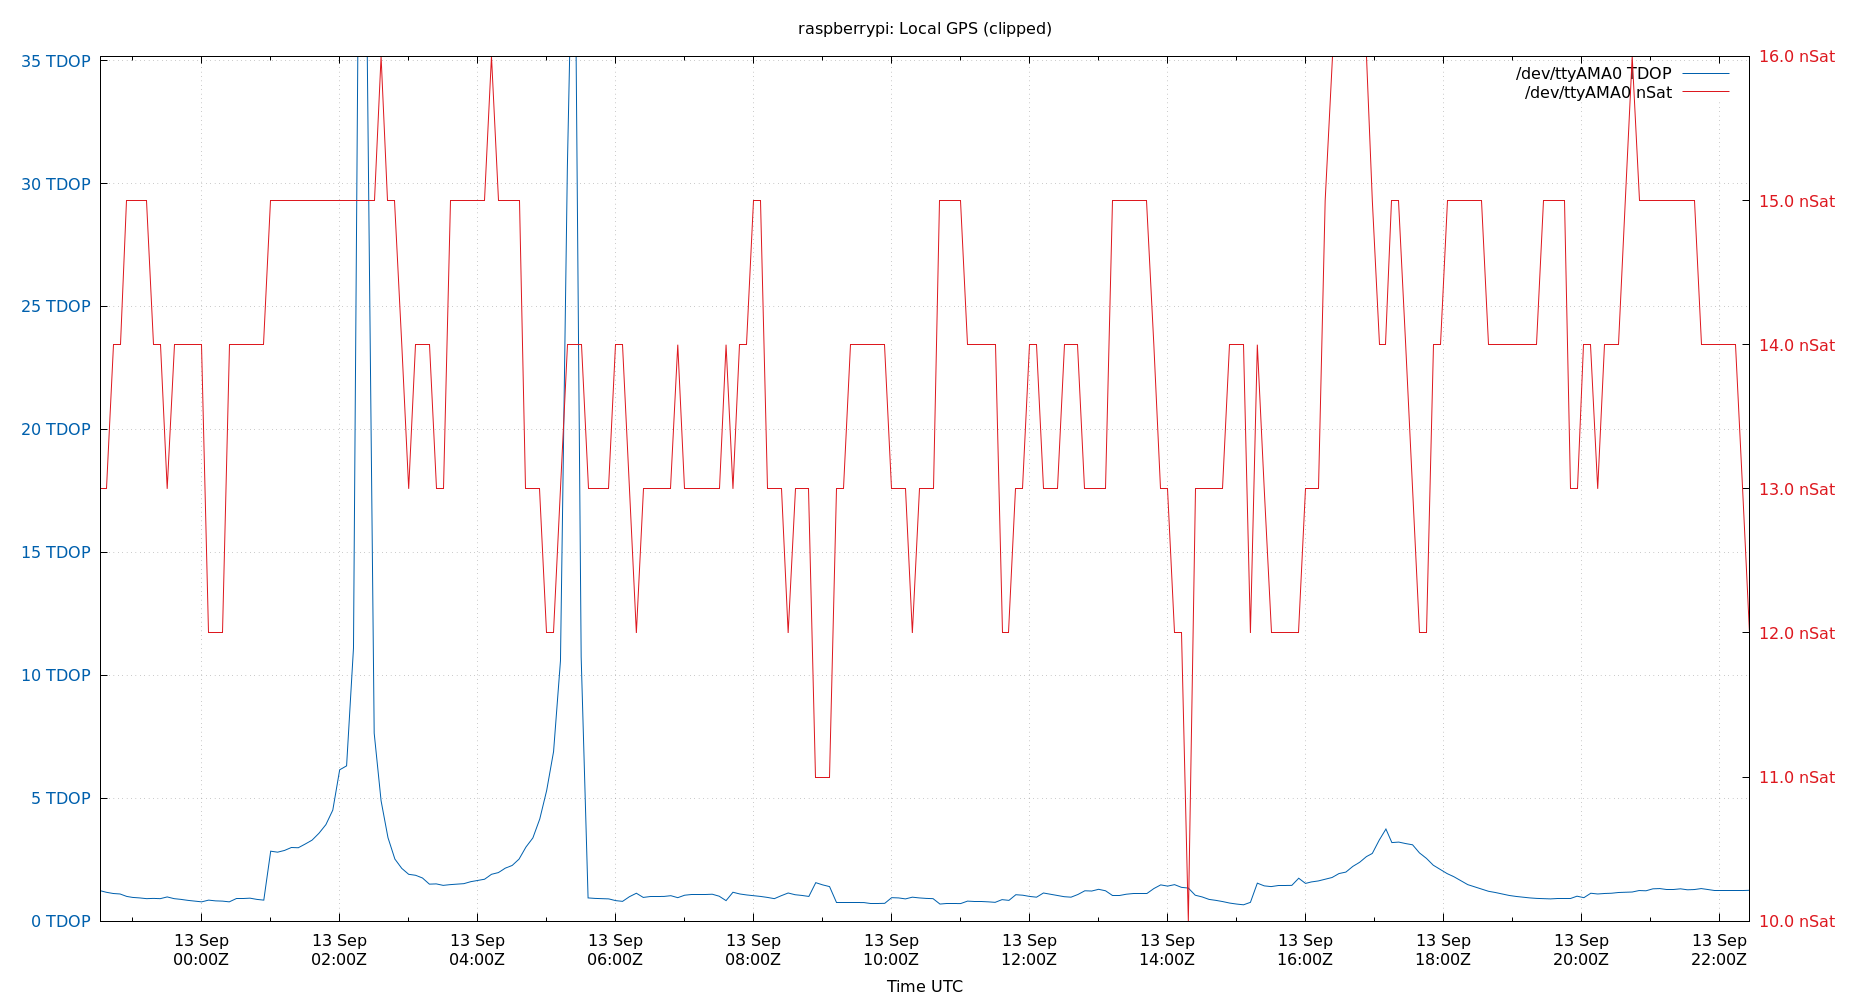 raspberrypi: Local GPS (clipped)
35 TDOP
30 TDOP
25 TDOP
20 TDOP
15 TDOP
10 TDOP
5 TDOP
0 TDOP
/dev/ttyAMA0 TDOP
/dev/ttyAMA0 nSat
16.0 nSat
15.0 nSat
14.0 nSat
13.0 nSat
12.0 nSat
11.0 nSat
10.0 nSat
13 Sep
00:00Z
13 Sep
02:00Z
13 Sep
04:00Z
13 Sep
06:00Z
13 Sep
08:00Z
13 Sep
10:00Z
13 Sep
12:00Z
13 Sep
14:00Z
13 Sep
16:00Z
13 Sep
18:00Z
13 Sep
20:00Z
13 Sep
22:00Z
Time UTC